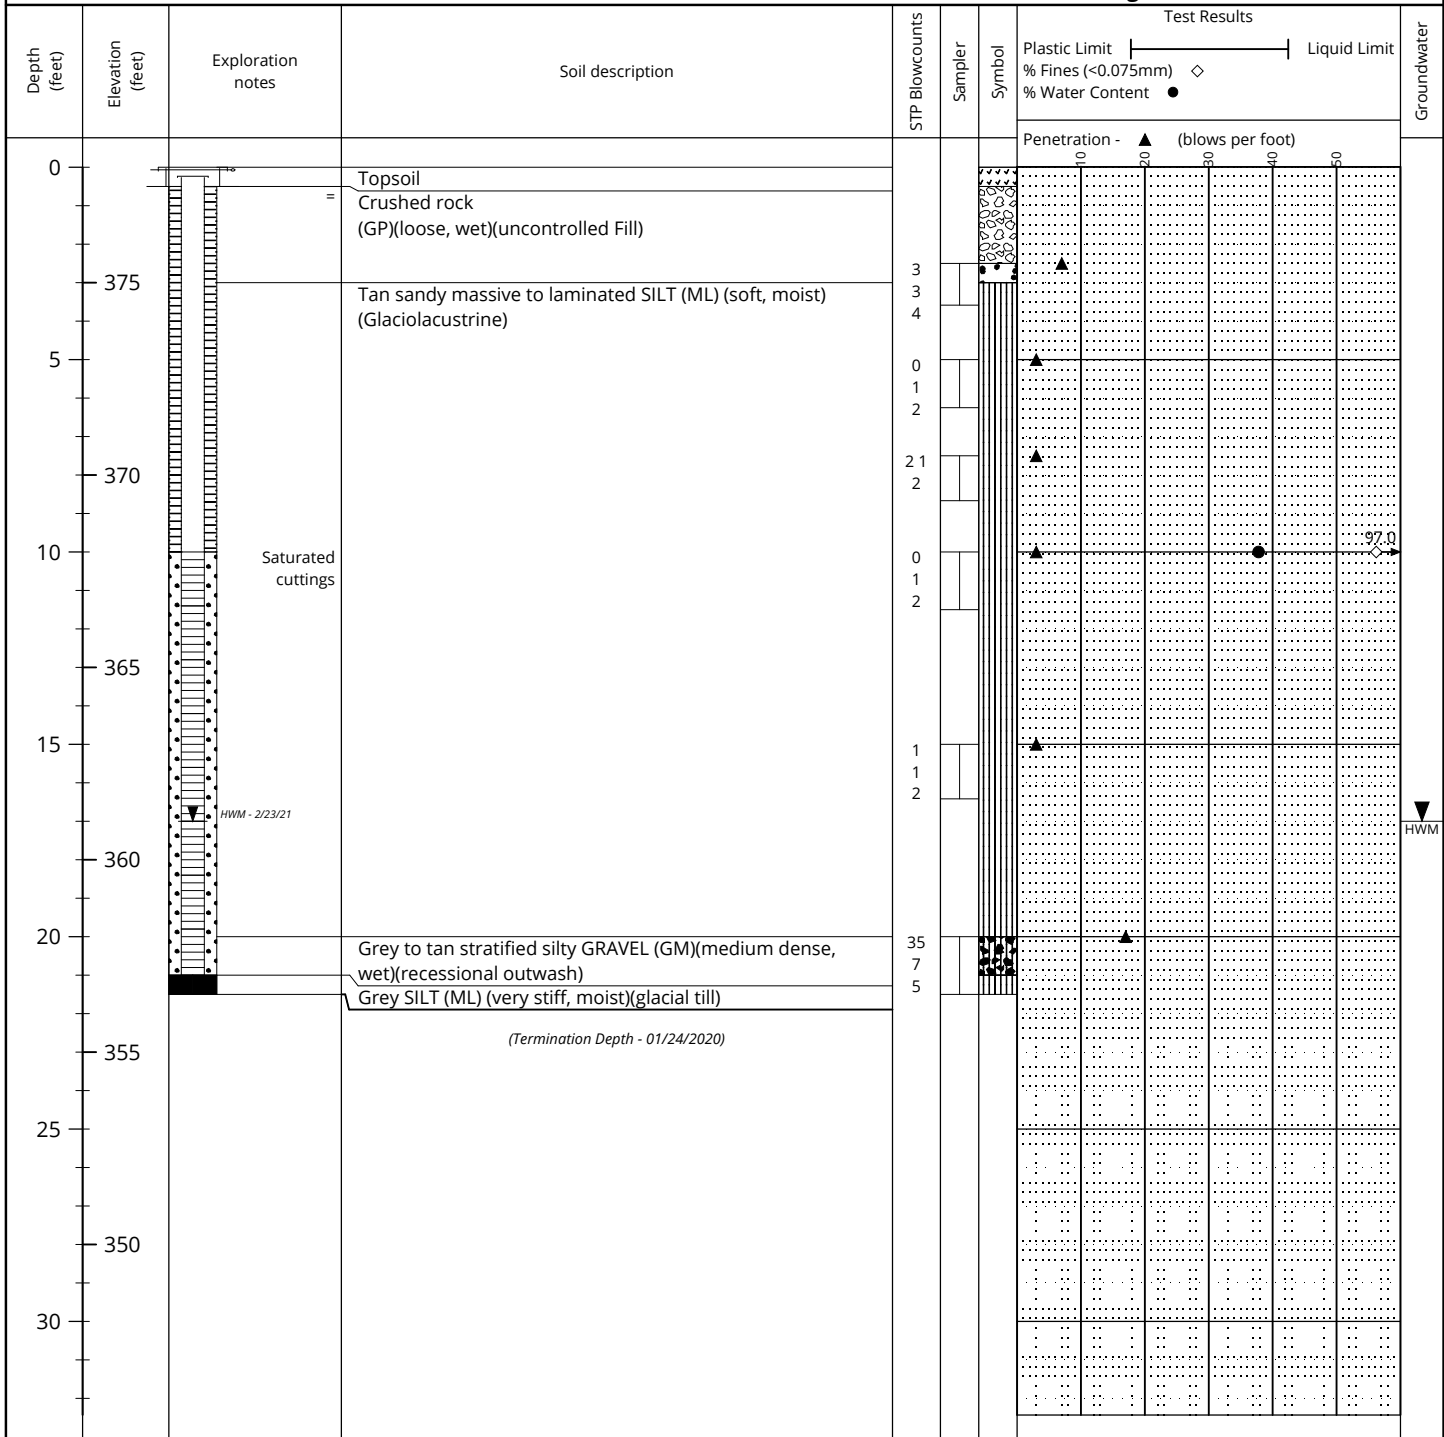 Depth
(feet)
Elevation
(feet)
Exploration
notes
Soil description
STP Blowcounts
Sampler
Symbol
Test Results
Plastic Limit
Liquid Limit
% Fines (<0.075mm)
% Water Content
Penetration -
(blows per foot)
Groundwater
10
20
30
40
50
0
Topsoil
=
Crushed rock
(GP)(loose, wet)(uncontrolled Fill)
3
375
3
Tan sandy massive to laminated SILT (ML) (soft, moist)
4
(Glaciolacustrine)
5
0
1
2
2 1
370
2
97.0
10
Saturated
cuttings
0
1
2
365
15
1
1
2
HWM - 2/23/21
HWM
360
20
35
Grey to tan stratified silty GRAVEL (GM)(medium dense,
7
wet)(recessional outwash)
5
Grey SILT (ML) (very stiff, moist)(glacial till)
(Termination Depth - 01/24/2020)
355
25
350
30